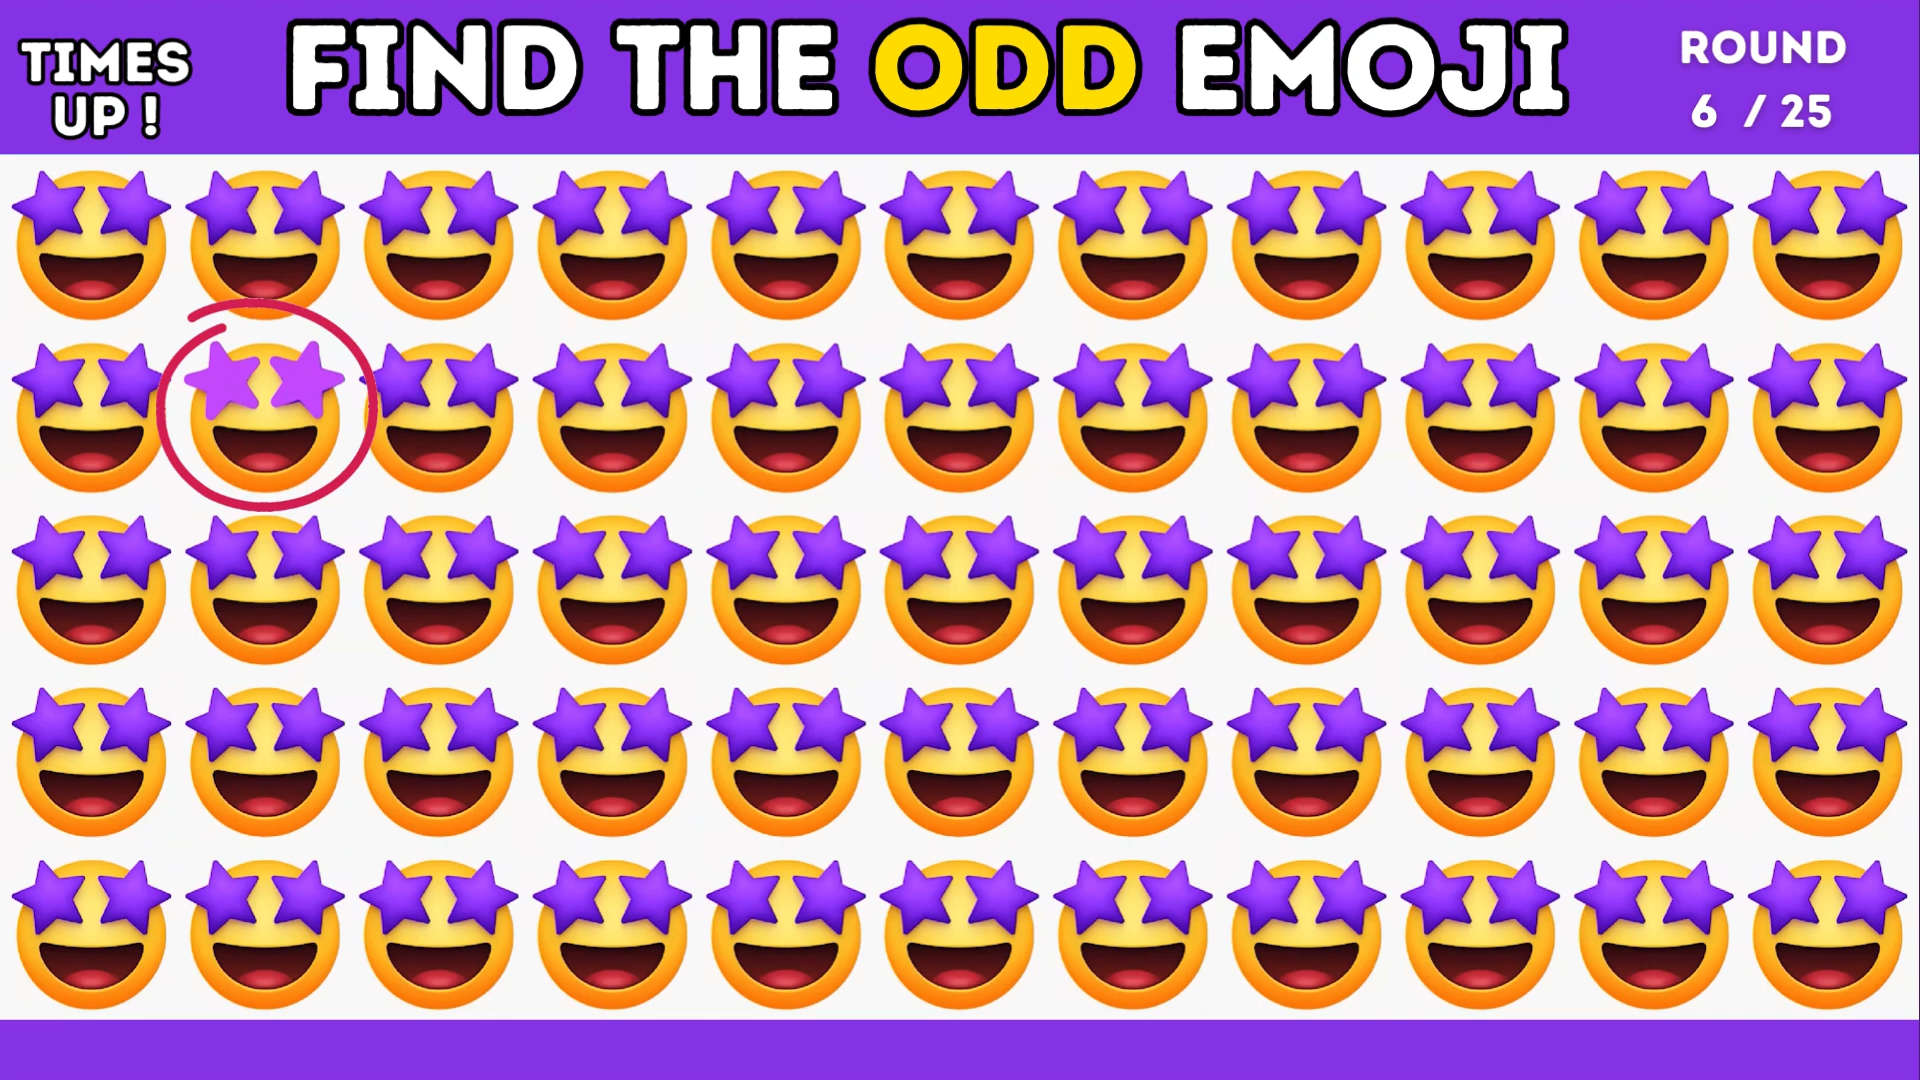 TIMES
UP !
FIND THE ODD EMOJI
ROUND
6 / 25